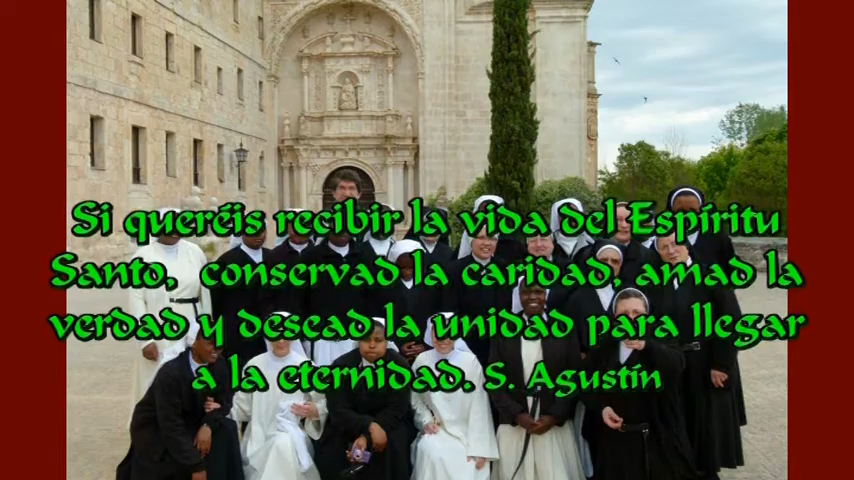 Si queréis recibir la vida del Espíritu
Santo, conservad la caridad, amad la
verdad y desead la unidad para llegar
a la eternidad. S. Agustín